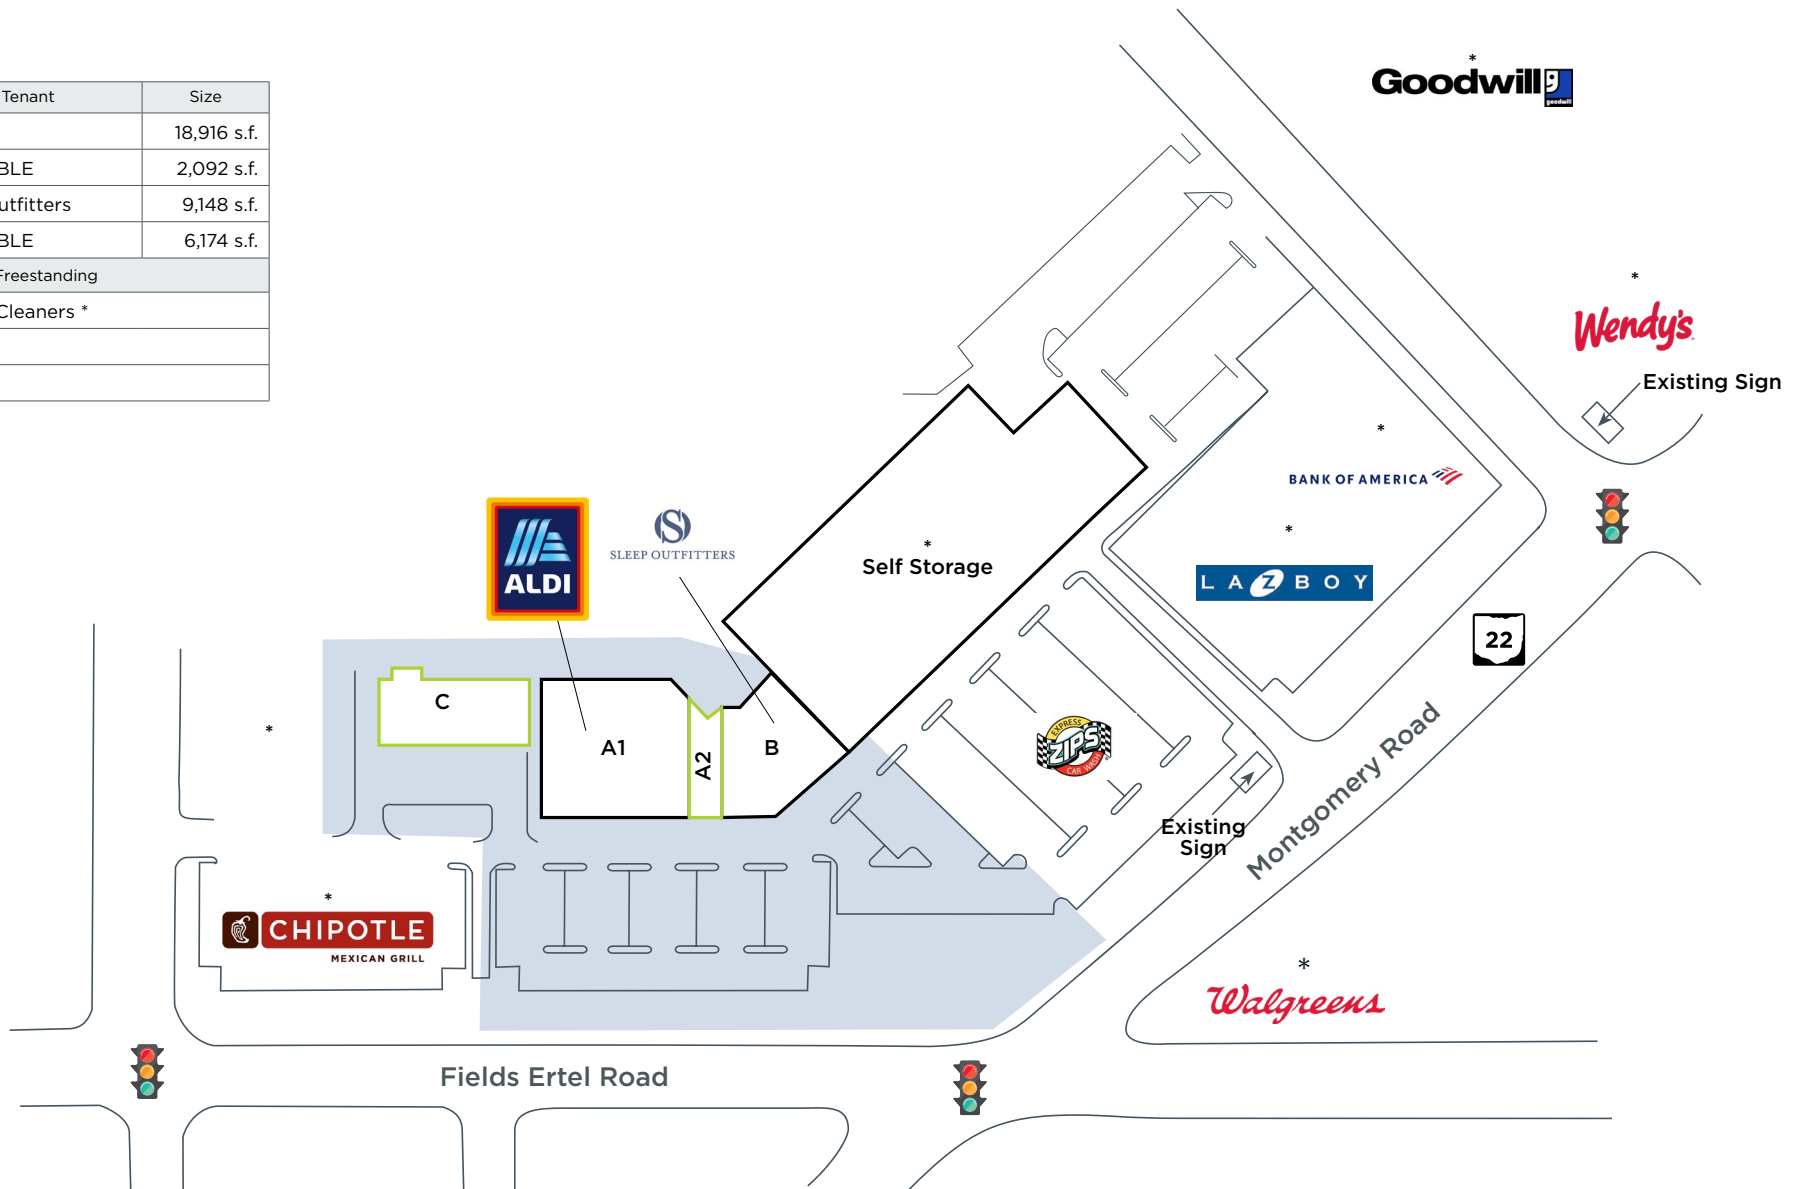 Tenant Size
18,916 s.f.
BLE 2,092 s.f.
utfitters 9,148 s.f.
BLE 6,174 s.f.
Freestanding
Cleaners *
*
Goodwill
goodwill
*
Wendy's
Existing Sign
*
BANK OF AMERICA
*
LA Z BOY
22
ALDI
SLEEP OUTFITTERS
*
Self Storage
C
A1
A2
B
*
EXPRESS
ZIPS
CAR WASH
Existing
Sign
Montgomery Road
*
CHIPOTLE
MEXICAN GRILL
*
Walgreens
Fields Ertel Road